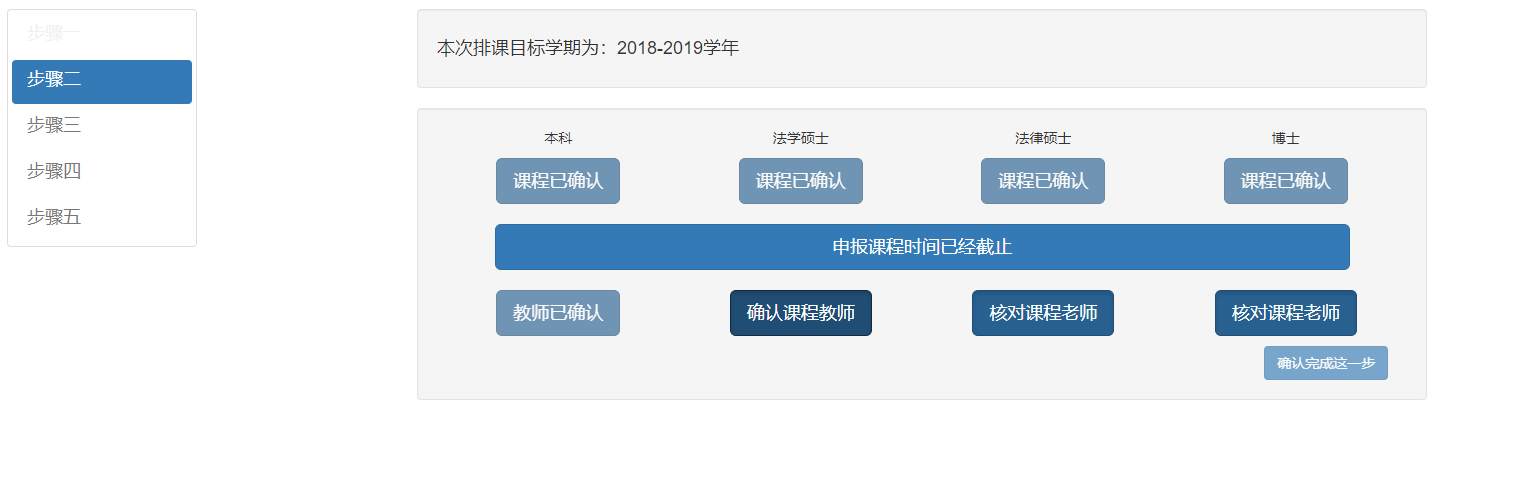 步骤一
步骤二
步骤三
步骤四
步骤五
本次排课目标学期为：2018-2019学年
本科 法学硕士 法律硕士 博士
课程已确认 课程已确认 课程已确认 课程已确认
申报课程时间已经截止
教师已确认 确认课程教师 核对课程老师 核对课程老师
确认完成这一步